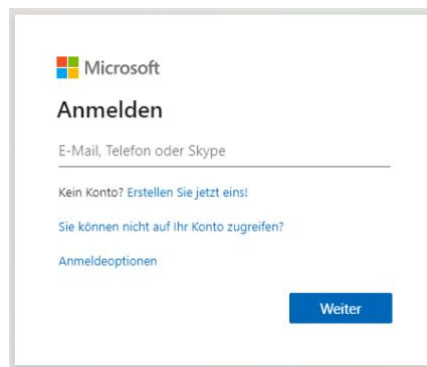 Microsoft
Anmelden
E-Mail, Telefon oder Skype
Kein Konto? Erstellen Sie jetzt eins!
Sie können nicht auf Ihr Konto zugreifen?
Anmeldeoptionen
Weiter